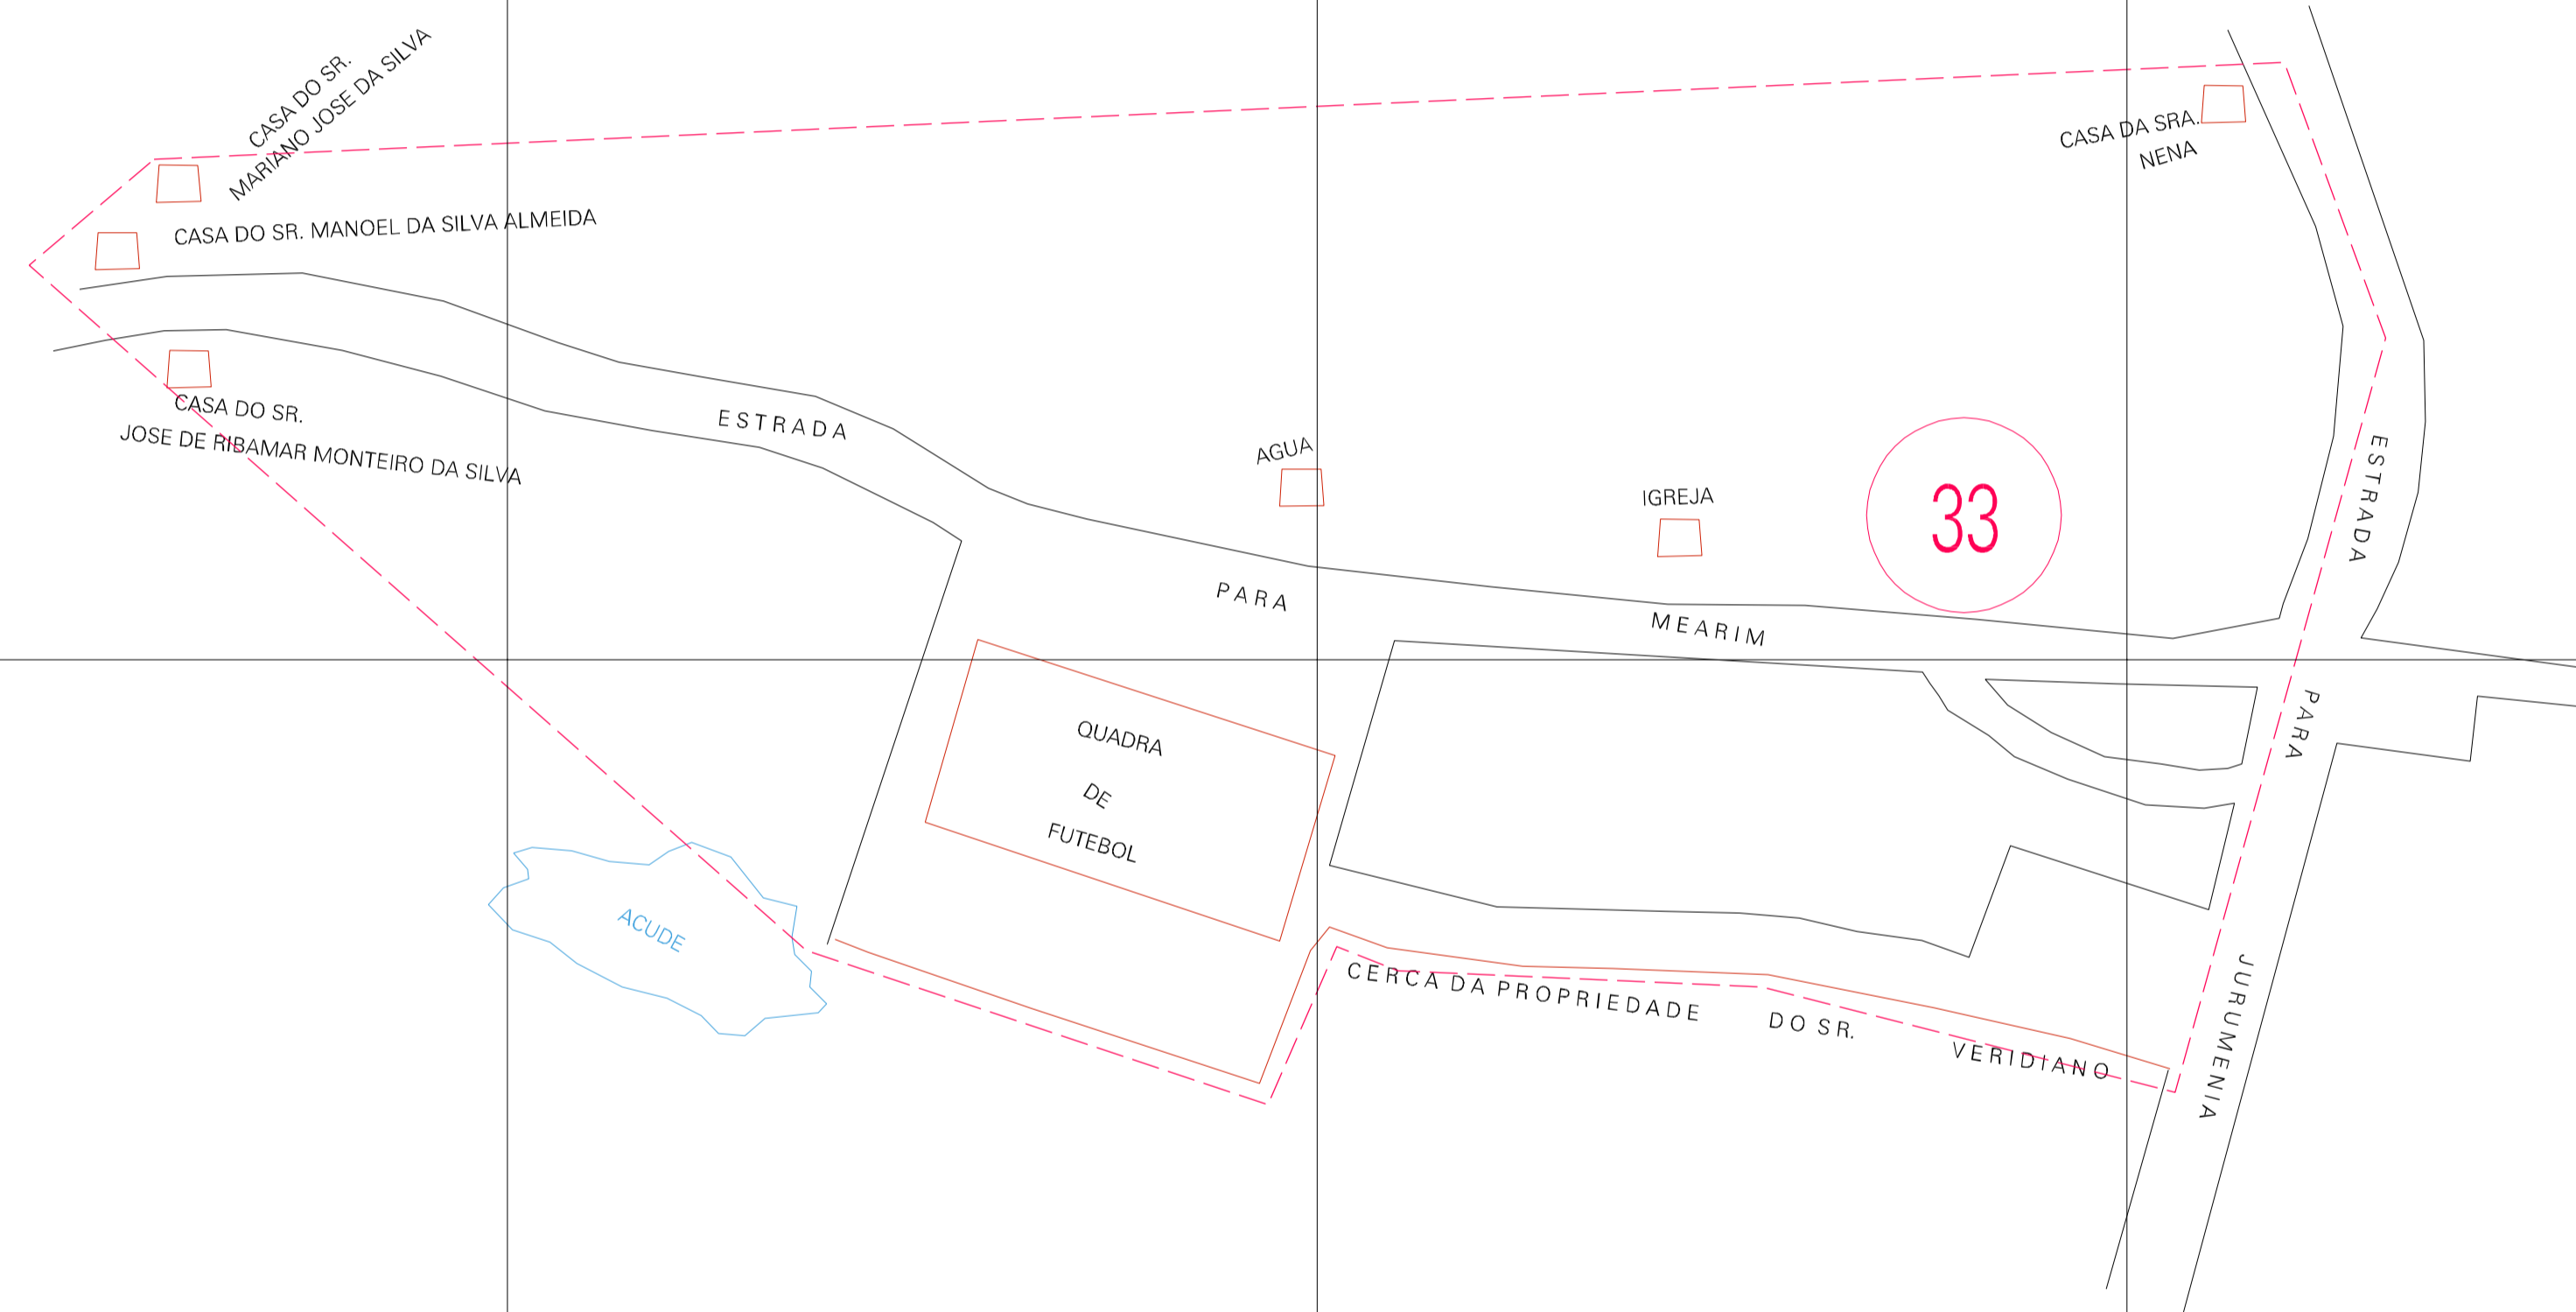 CASA DO SR.
MARIANO JOSE DA SILVA
CASA DA SRA.
NENA
CASA DO SR. MANOEL DA SILVA ALMEIDA
CASA DO SR.
JOSE DE RIBAMAR MONTEIRO DA SILVA
ESTRADA
PARA
MEARIM
AGUA
IGREJA
33
ESTRADA
PARA
JURUMENIA
QUADRA
DE
FUTEBOL
ACUDE
CERCA DA PROPRIEDADE DO SR. VERIDIANO